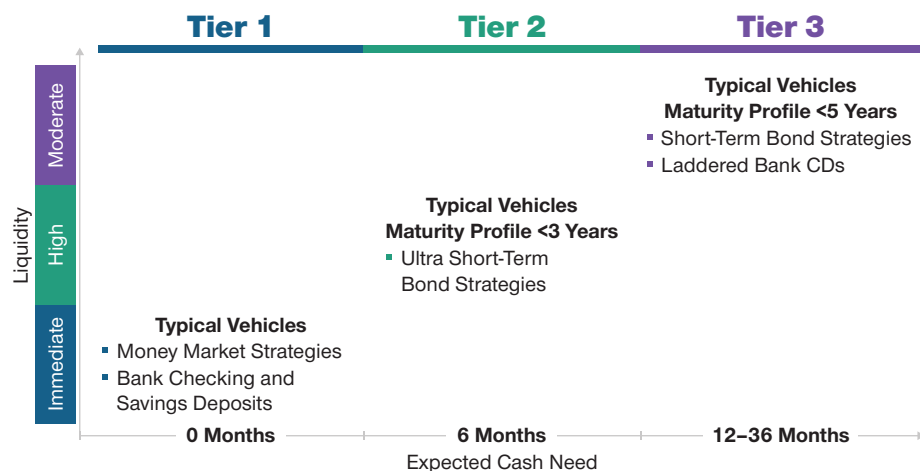 Tier 1
Tier 2
Tier 3
Liquidity
Moderate
High
Immediate
Typical Vehicles
Maturity Profile <5 Years
▪ Short-Term Bond Strategies
▪ Laddered Bank CDs
Typical Vehicles
Maturity Profile <3 Years
▪ Ultra Short-Term
Bond Strategies
Typical Vehicles
▪ Money Market Strategies
▪ Bank Checking and
Savings Deposits
0 Months
6 Months
12–36 Months
Expected Cash Need